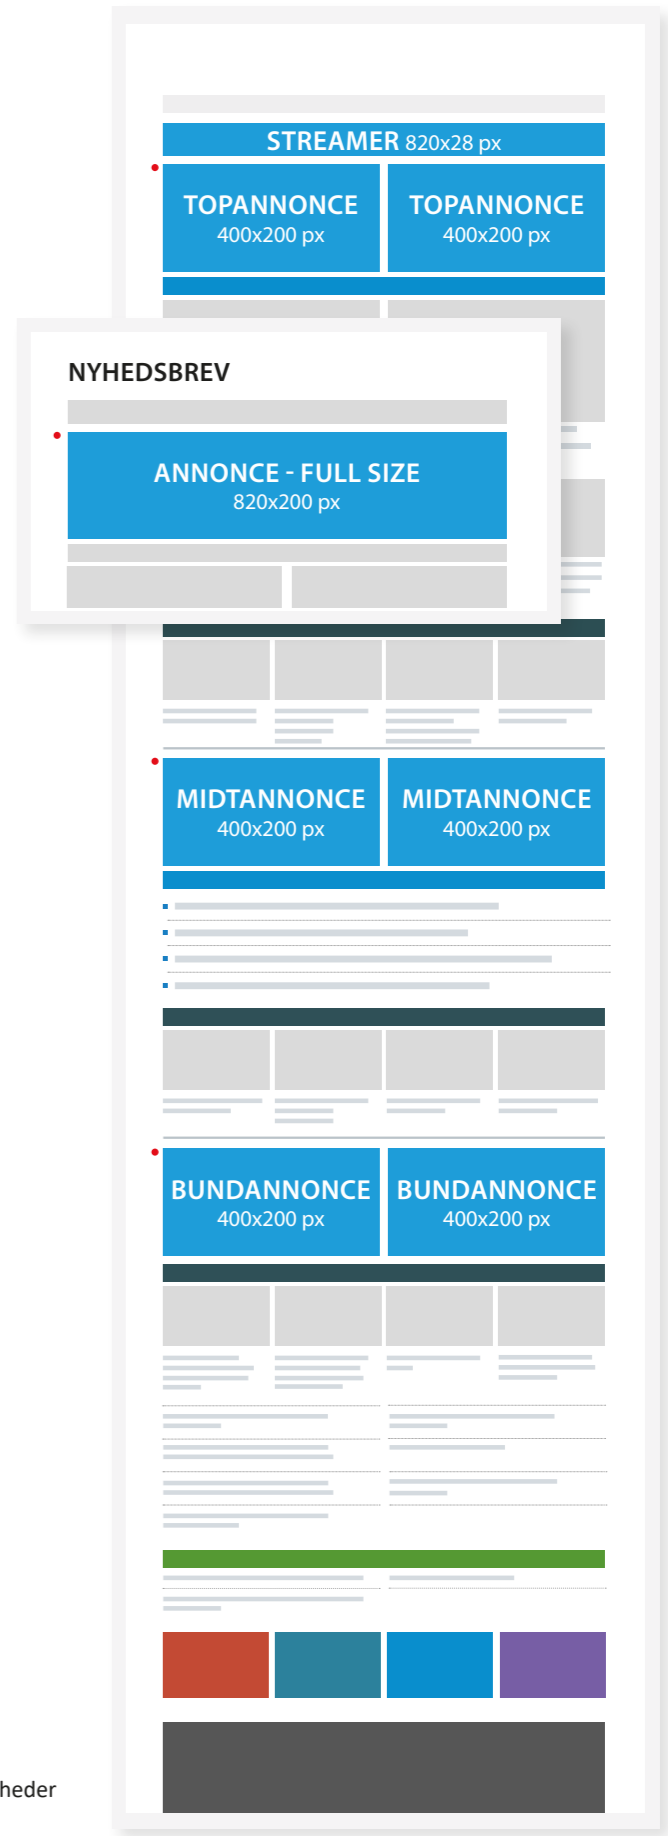 STREAMER 820x28 px
TOPANNONCE
400x200 px
TOPANNONCE
400x200 px
NYHEDSBREV
ANNONCE - FULL SIZE
820x200 px
MIDTANNONCE
400x200 px
MIDTANNONCE
400x200 px
BUNDANNONCE
400x200 px
BUNDANNONCE
400x200 px
heder